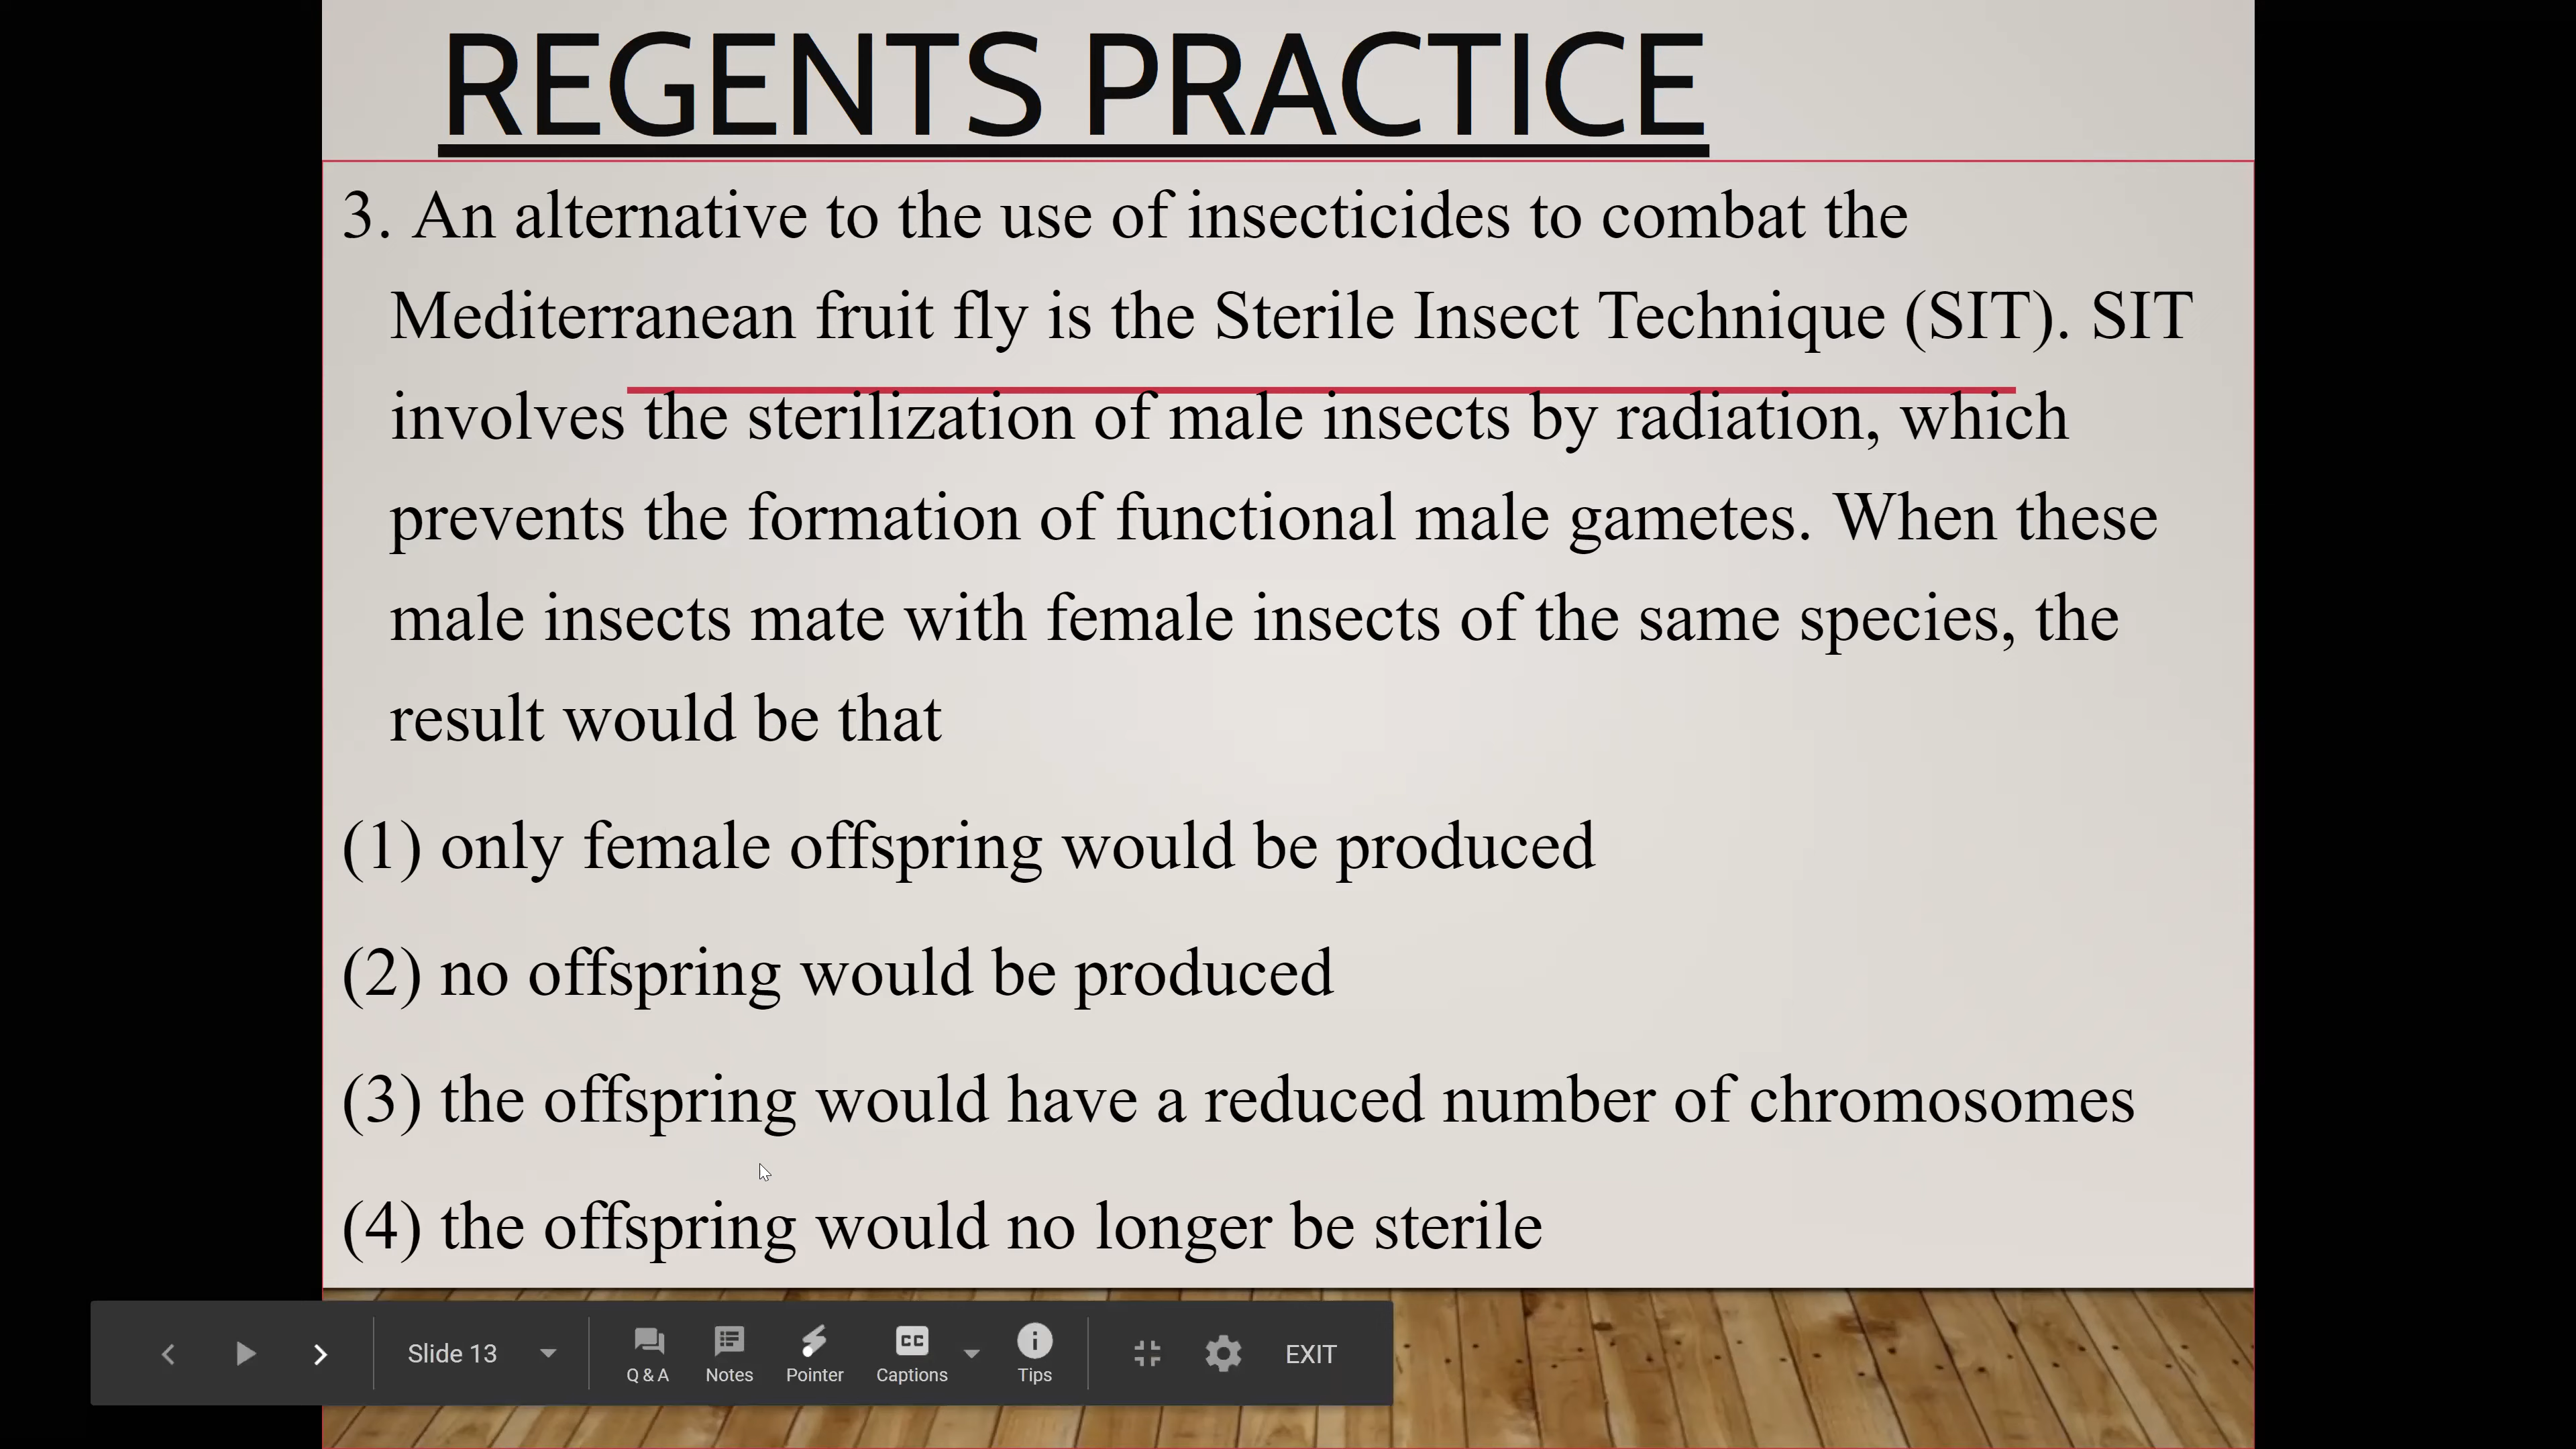 REGENTS PRACTICE
3. An alternative to the use of insecticides to combat the
Mediterranean fruit fly is the Sterile Insect Technique (SIT). SIT
involves the sterilization of male insects by radiation, which
prevents the formation of functional male gametes. When these
male insects mate with female insects of the same species, the
result would be that
(1) only female offspring would be produced
(2) no offspring would be produced
(3) the offspring would have a reduced number of chromosomes
(4) the offspring would no longer be sterile
Slide 13
Q & A
Notes
Pointer
CC
Captions
Tips
EXIT